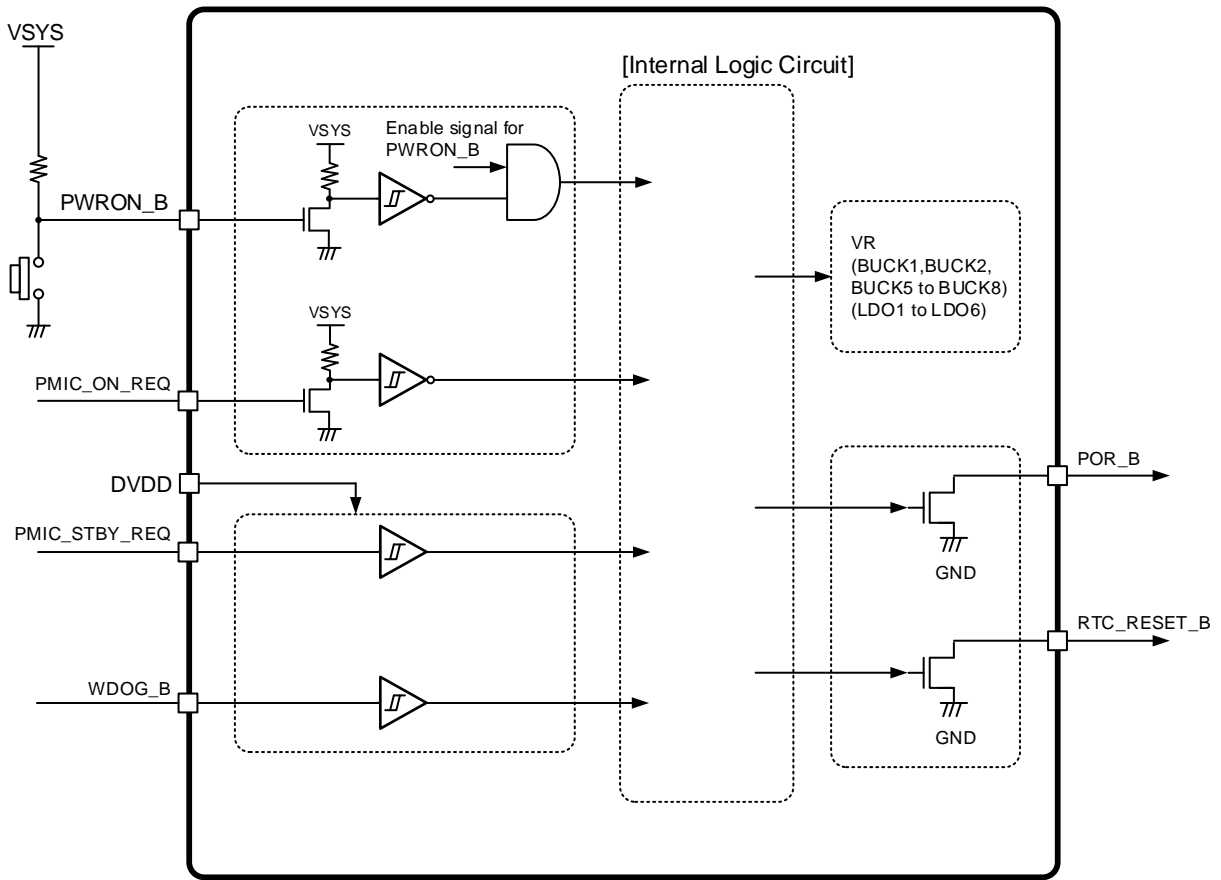 VSYS
[Internal Logic Circuit]
Enable signal for
PWRON_B
VSYS
PWRON_B
VR
(BUCK1,BUCK2,
BUCK5 to BUCK8)
(LDO1 to LDO6)
VSYS
PMIC_ON_REQ
DVDD
POR_B
PMIC_STBY_REQ
GND
RTC_RESET_B
WDOG_B
GND